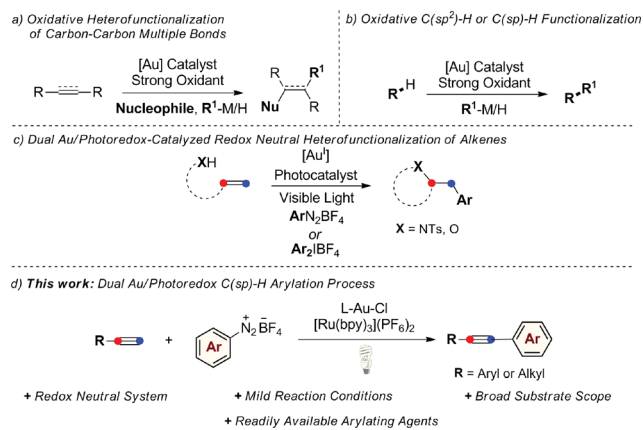 a) Oxidative Heterofunctionalization
of Carbon-Carbon Multiple Bonds
[Au] Catalyst
Strong Oxidant
R
R
Nucleophile, R¹-M/H
R
R¹
Nu
R
b) Oxidative C(sp²)-H or C(sp)-H Functionalization
R
H
[Au] Catalyst
Strong Oxidant
R¹-M/H
R
R¹
c) Dual Au/Photoredox-Catalyzed Redox Neutral Heterofunctionalization of Alkenes
XH
[Auᴵ]
Photocatalyst
Visible Light
ArN₂BF₄
or
Ar₂IBF₄
X
Ar
X = NTs, O
d) This work: Dual Au/Photoredox C(sp)-H Arylation Process
R
+
Ar
N₂BF₄
+ −
L-Au-Cl
[Ru(bpy)₃](PF₆)₂
R
Ar
R = Aryl or Alkyl
+ Redox Neutral System
+ Mild Reaction Conditions
+ Broad Substrate Scope
+ Readily Available Arylating Agents